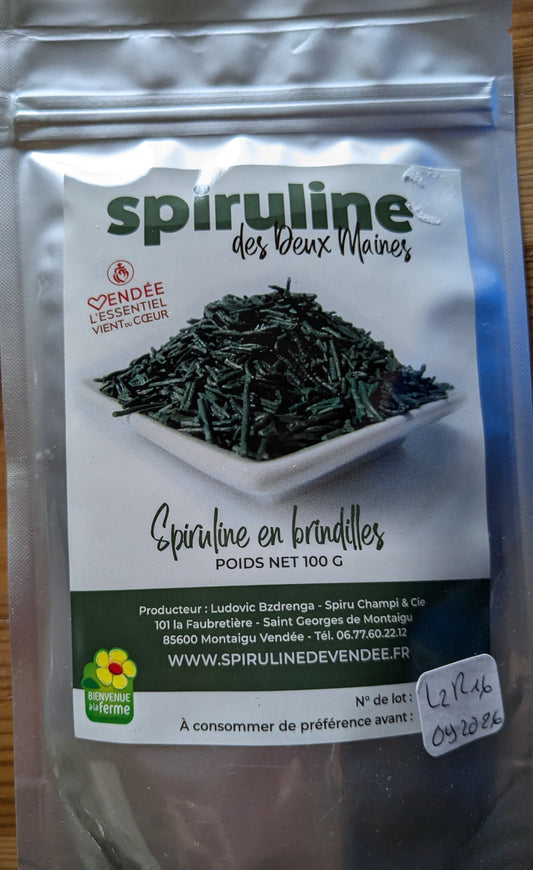 spiruline
des Deux Maines
VENDÉE
L'ESSENTIEL
VIENT DU CŒUR
Spiruline en brindilles
POIDS NET 100 G
Producteur : Ludovic Bzdrenga - Spiru Champi & Cie
101 la Faubretière - Saint Georges de Montaigu
85600 Montaigu Vendée - Tél. 06.77.60.22.12
WWW.SPIRULINEDEVENDEE.FR
BIENVENUE
à la ferme
N° de lot :
À consommer de préférence avant :
09 2026